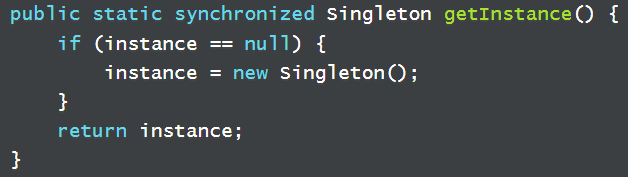 public static synchronized Singleton getInstance() {
    if (instance == null) {
        instance = new Singleton();
    }
    return instance;
}